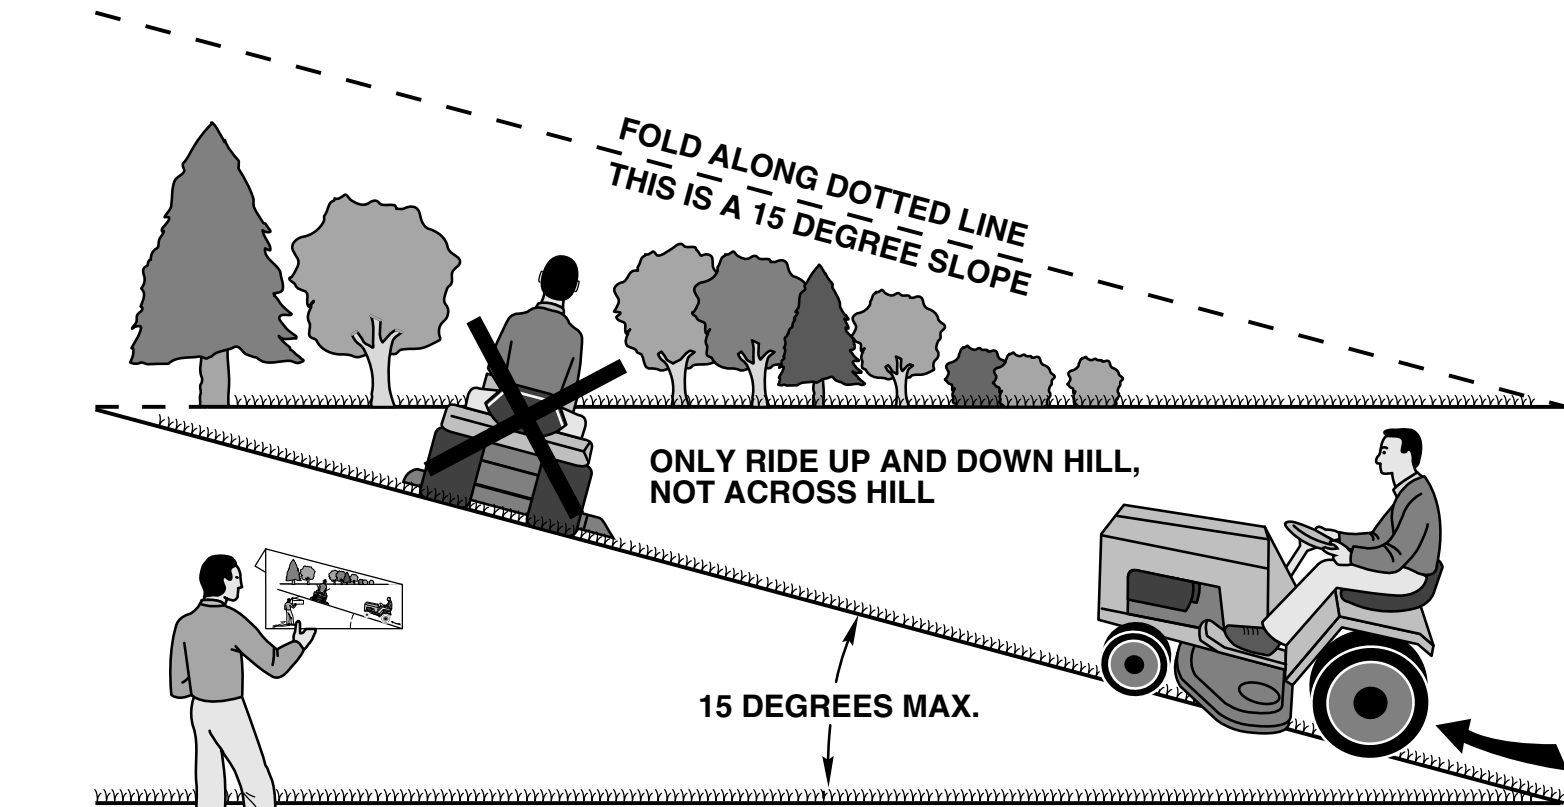 FOLD ALONG DOTTED LINE
THIS IS A 15 DEGREE SLOPE
ONLY RIDE UP AND DOWN HILL,
NOT ACROSS HILL
15 DEGREES MAX.